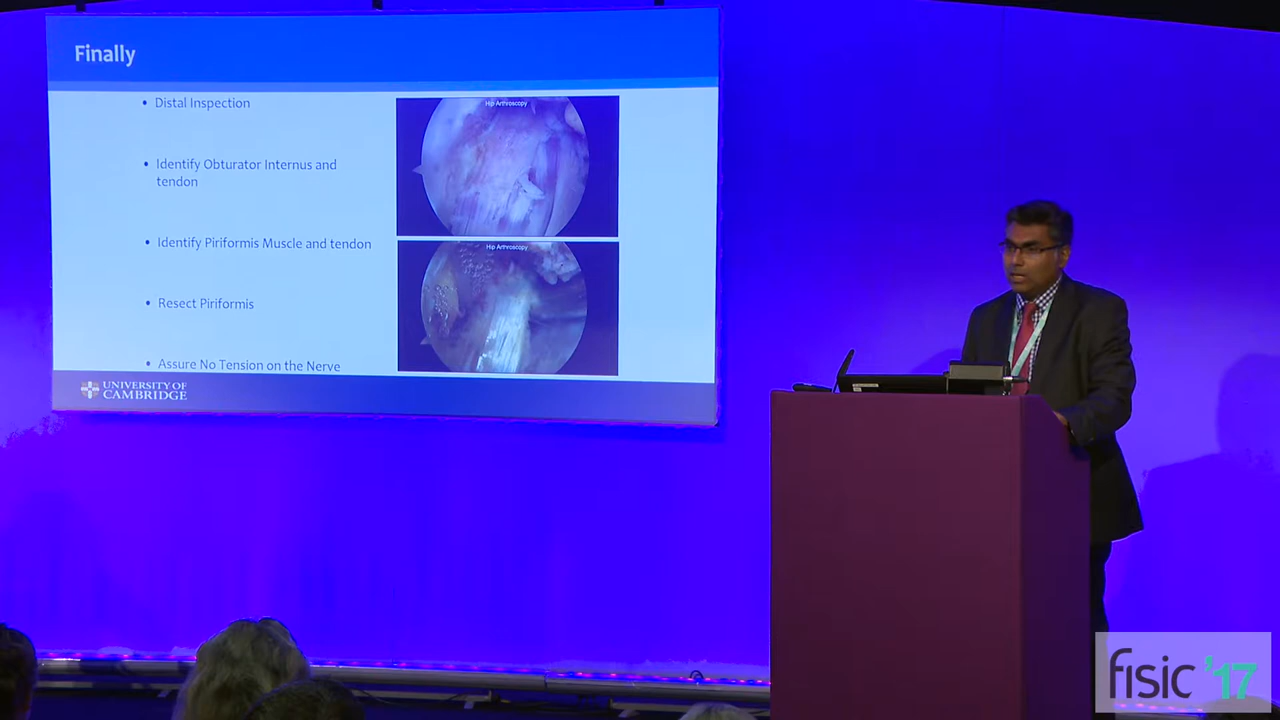 Finally
• Distal Inspection
• Identify Obturator Internus and
tendon
• Identify Piriformis Muscle and tendon
• Resect Piriformis
• Assure No Tension on the Nerve
Hip Arthroscopy
Hip Arthroscopy
UNIVERSITY OF
CAMBRIDGE
fisic '17